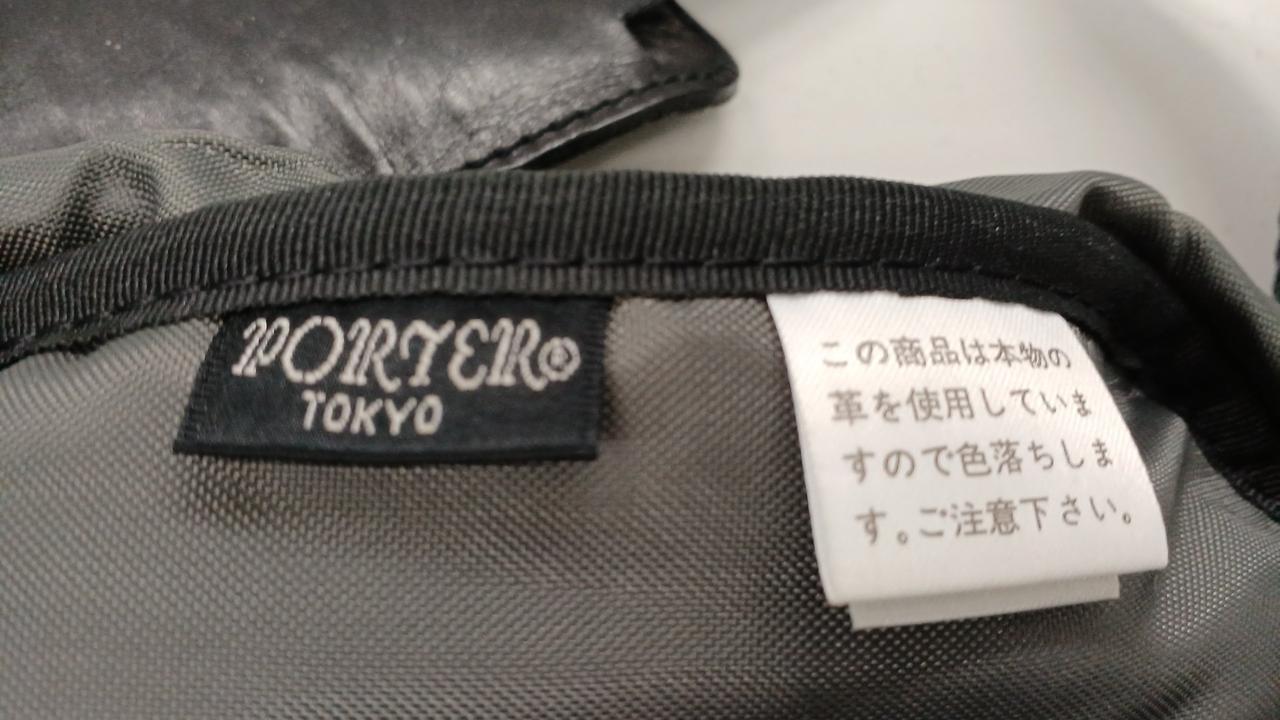 PORTER®
TOKYO
この商品は本物の
革を使用していま
すので色落ちしま
す。ご注意下さい。